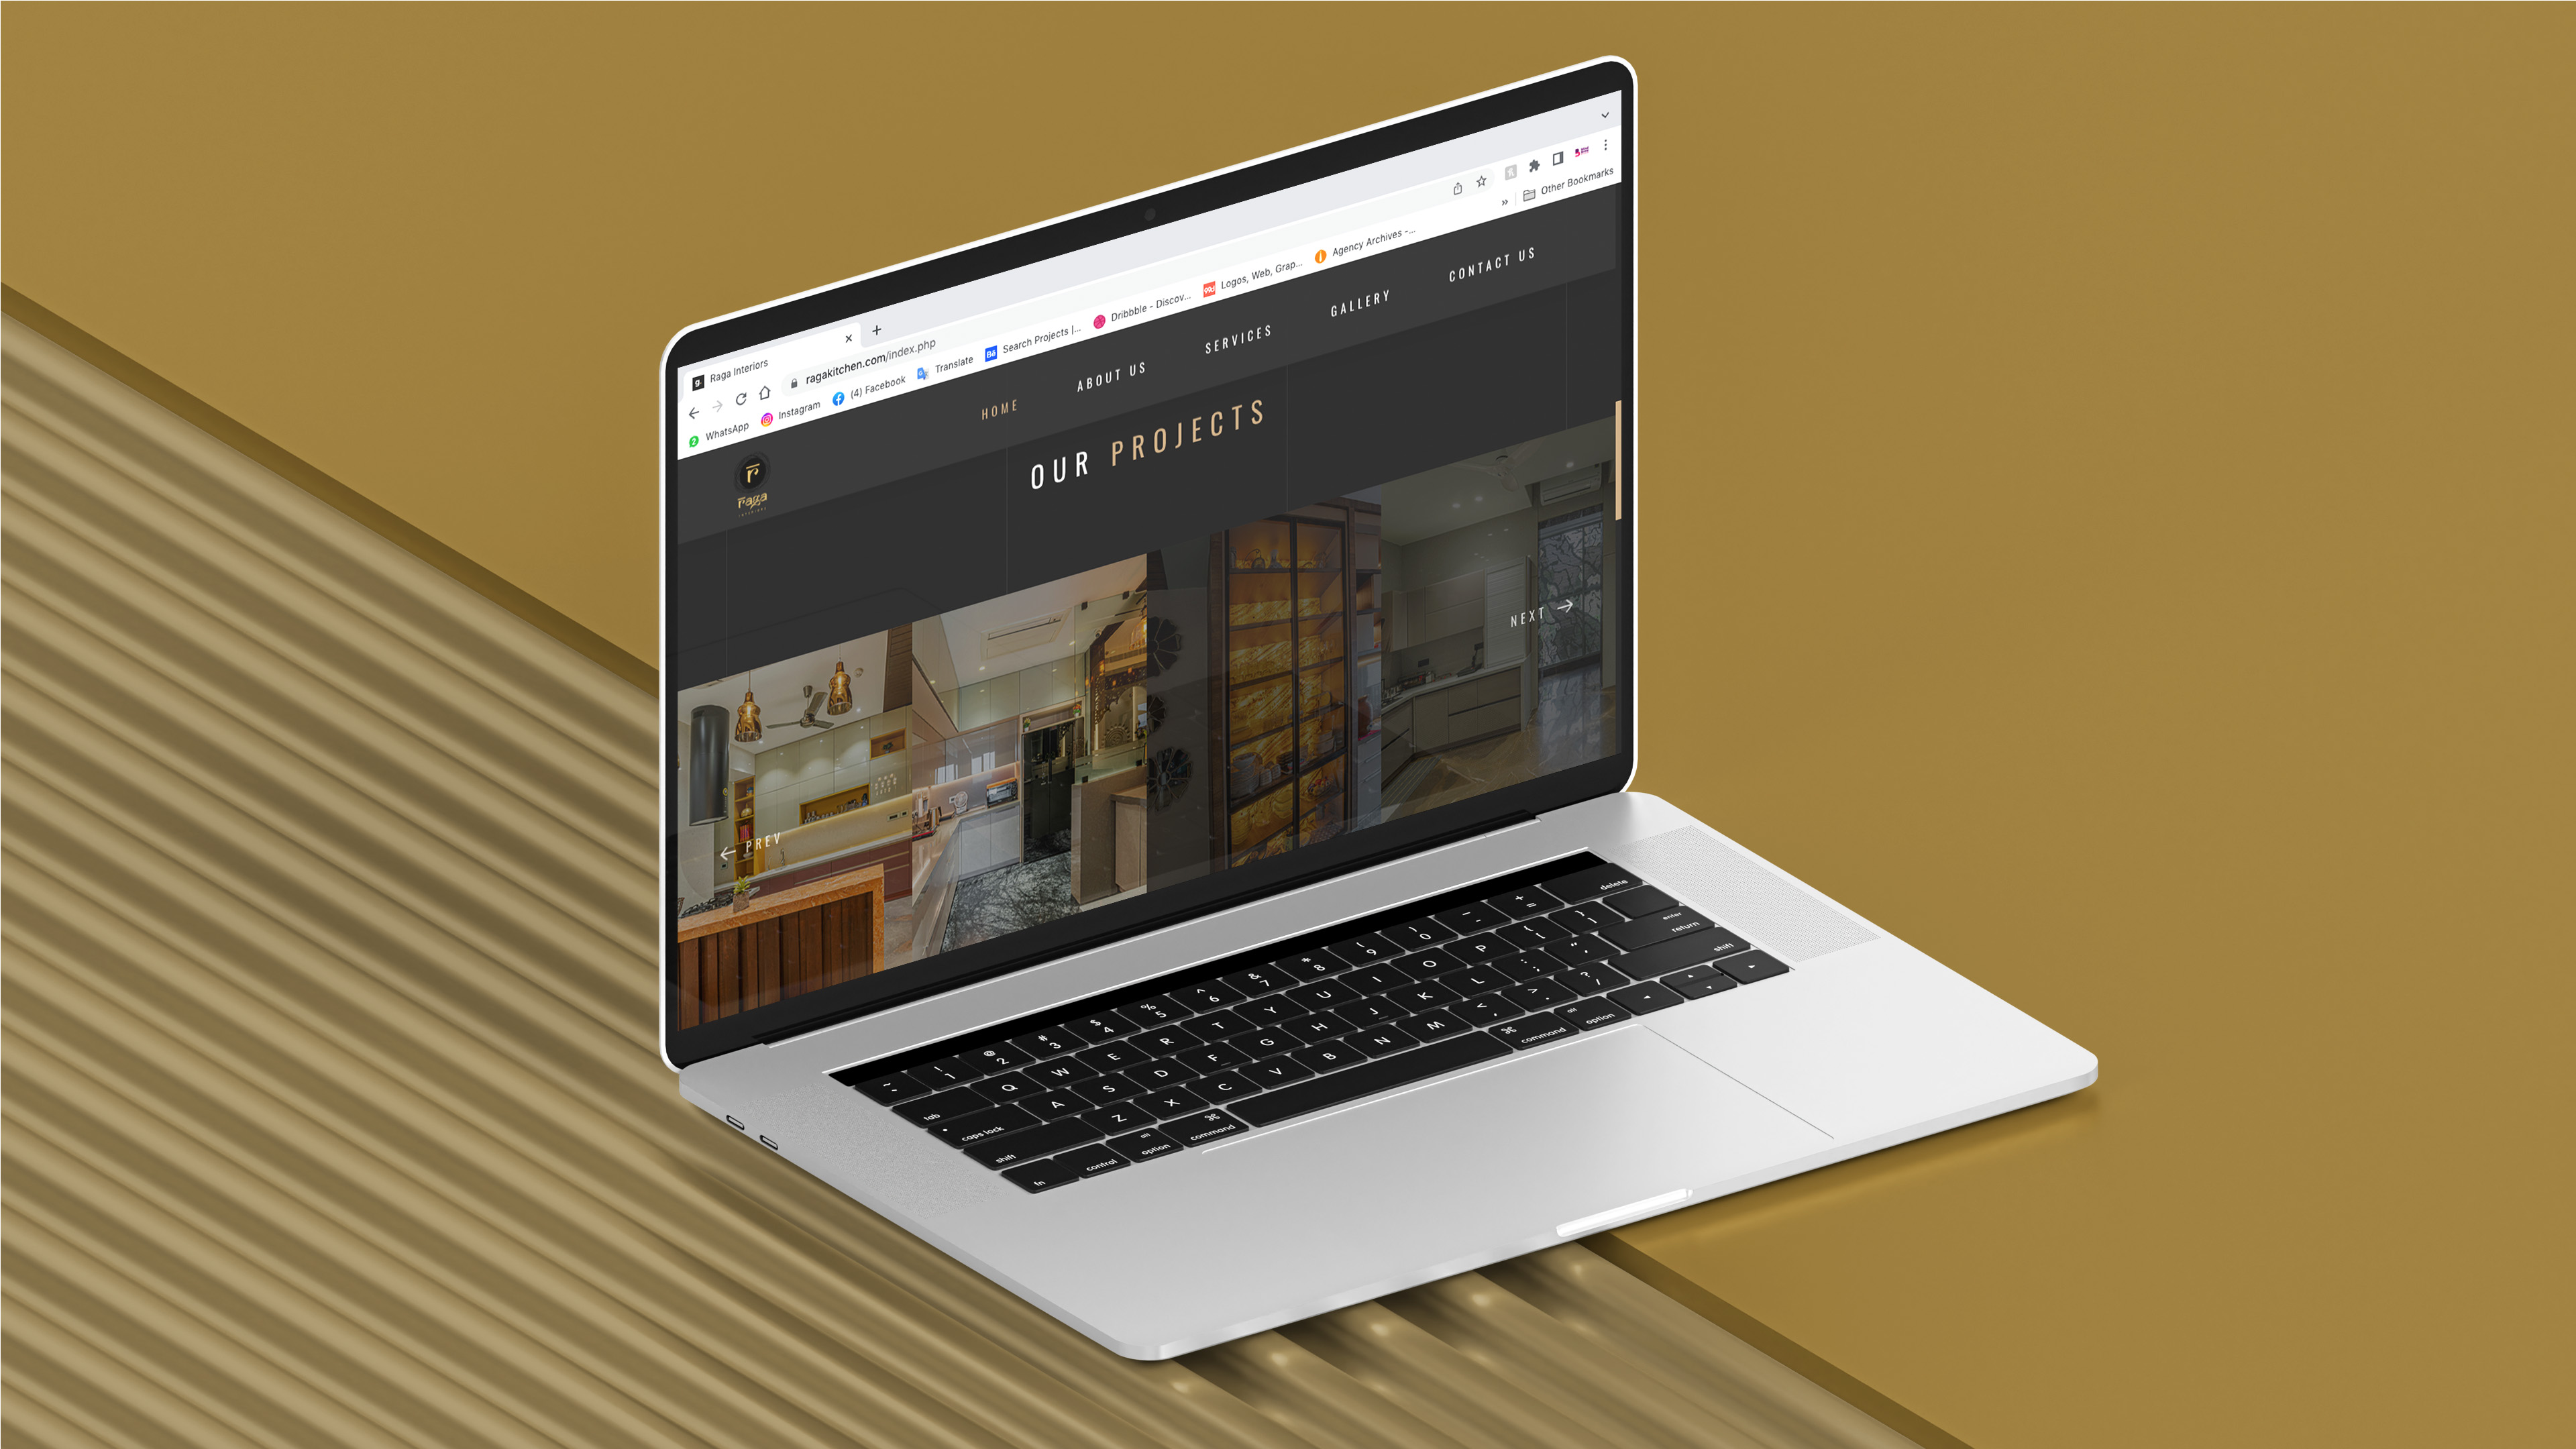 Raga Interiors
ragakitchen.com/index.php
WhatsApp
Instagram
(4) Facebook
Translate
Search Projects |...
Dribbble - Discov...
Logos, Web, Grap...
Agency Archives -...
Other Bookmarks
raga
HOME
ABOUT US
SERVICES
GALLERY
CONTACT US
OUR PROJECTS
PREV
NEXT
~ ! 1 @ 2 # 3 $ 4 % 5 ^ 6 & 7 * 8 ( 9 ) 0 _ - + = delete
tab Q W E R T Y U I O P { [ } ]
caps lock A S D F G H J K L : ; " ' enter return
shift Z X C V B N M < , > . ? / shift
fn control alt option ⌘ command ⌘ command alt option